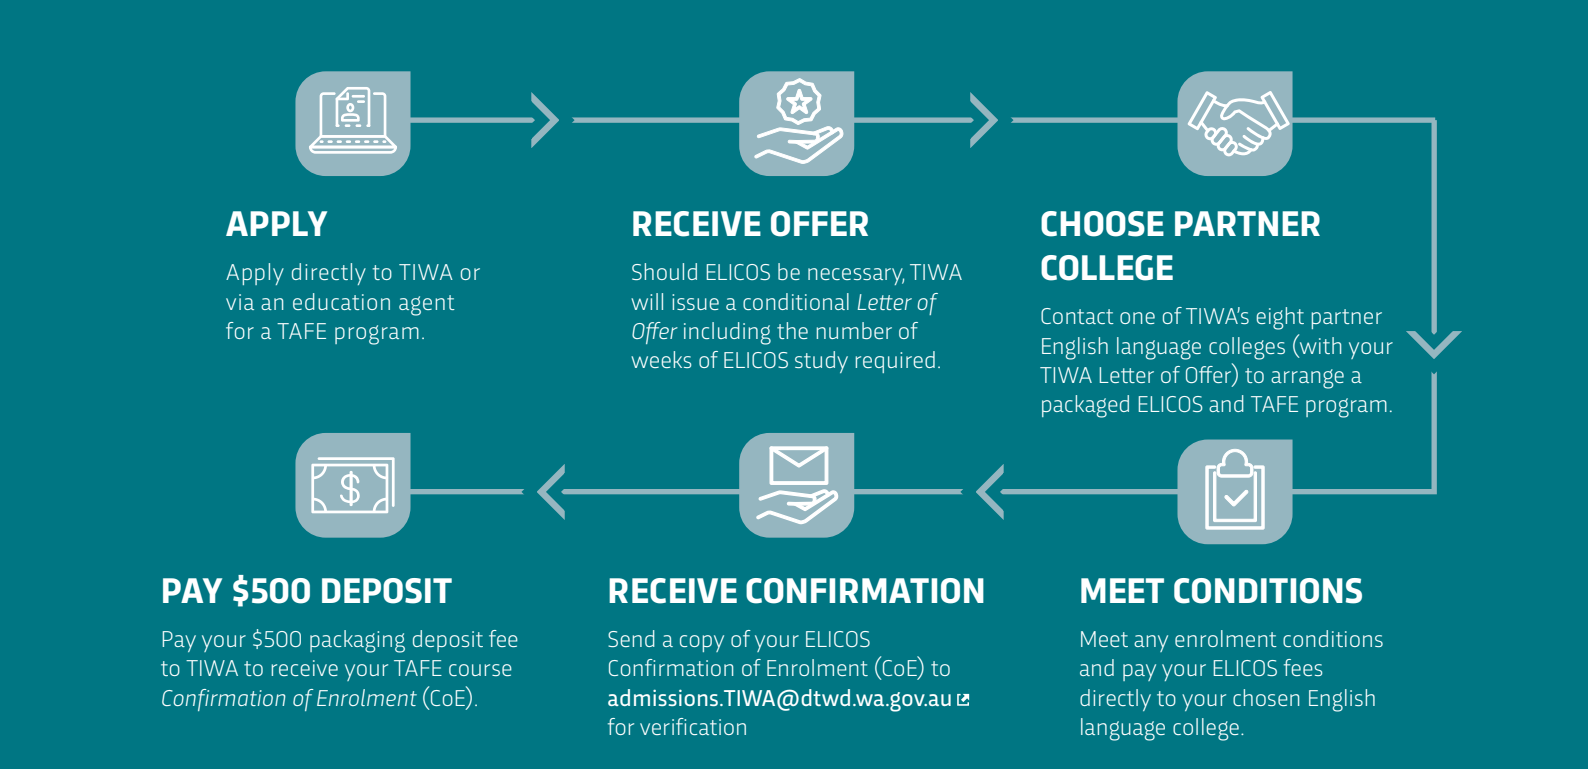 APPLY
Apply directly to TIWA or
via an education agent
for a TAFE program.
RECEIVE OFFER
Should ELICOS be necessary, TIWA
will issue a conditional Letter of
Offer including the number of
weeks of ELICOS study required.
CHOOSE PARTNER
COLLEGE
Contact one of TIWA's eight partner
English language colleges (with your
TIWA Letter of Offer) to arrange a
packaged ELICOS and TAFE program.
MEET CONDITIONS
Meet any enrolment conditions
and pay your ELICOS fees
directly to your chosen English
language college.
RECEIVE CONFIRMATION
Send a copy of your ELICOS
Confirmation of Enrolment (CoE) to
admissions.TIWA@dtwd.wa.gov.au
for verification
$
PAY $500 DEPOSIT
Pay your $500 packaging deposit fee
to TIWA to receive your TAFE course
Confirmation of Enrolment (CoE).